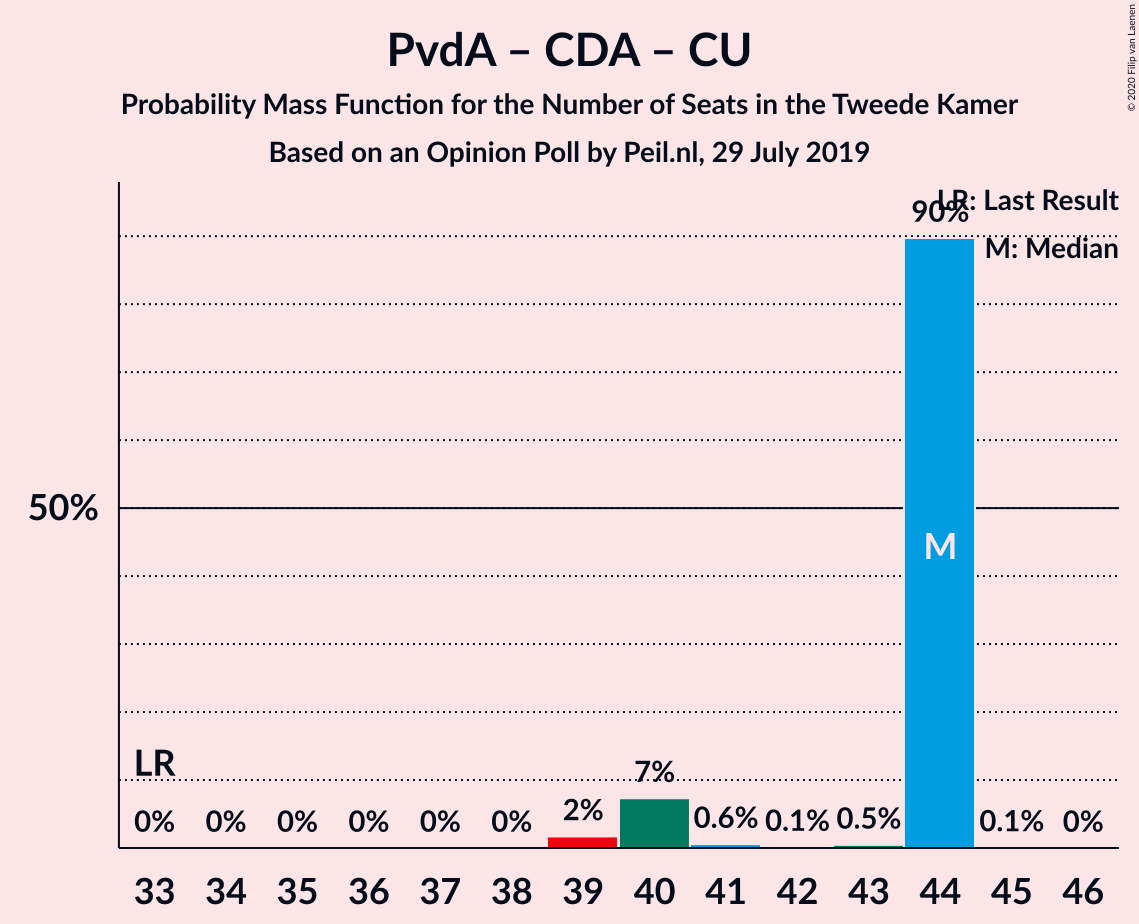 PvdA – CDA – CU
Probability Mass Function for the Number of Seats in the Tweede Kamer
Based on an Opinion Poll by Peil.nl, 29 July 2019
© 2020 Filip van Laenen
LR: Last Result
M: Median
90%
50%
M
LR
0% 0% 0% 0% 0% 0% 2% 7% 0.6% 0.1% 0.5% 0.1% 0%
33 34 35 36 37 38 39 40 41 42 43 44 45 46